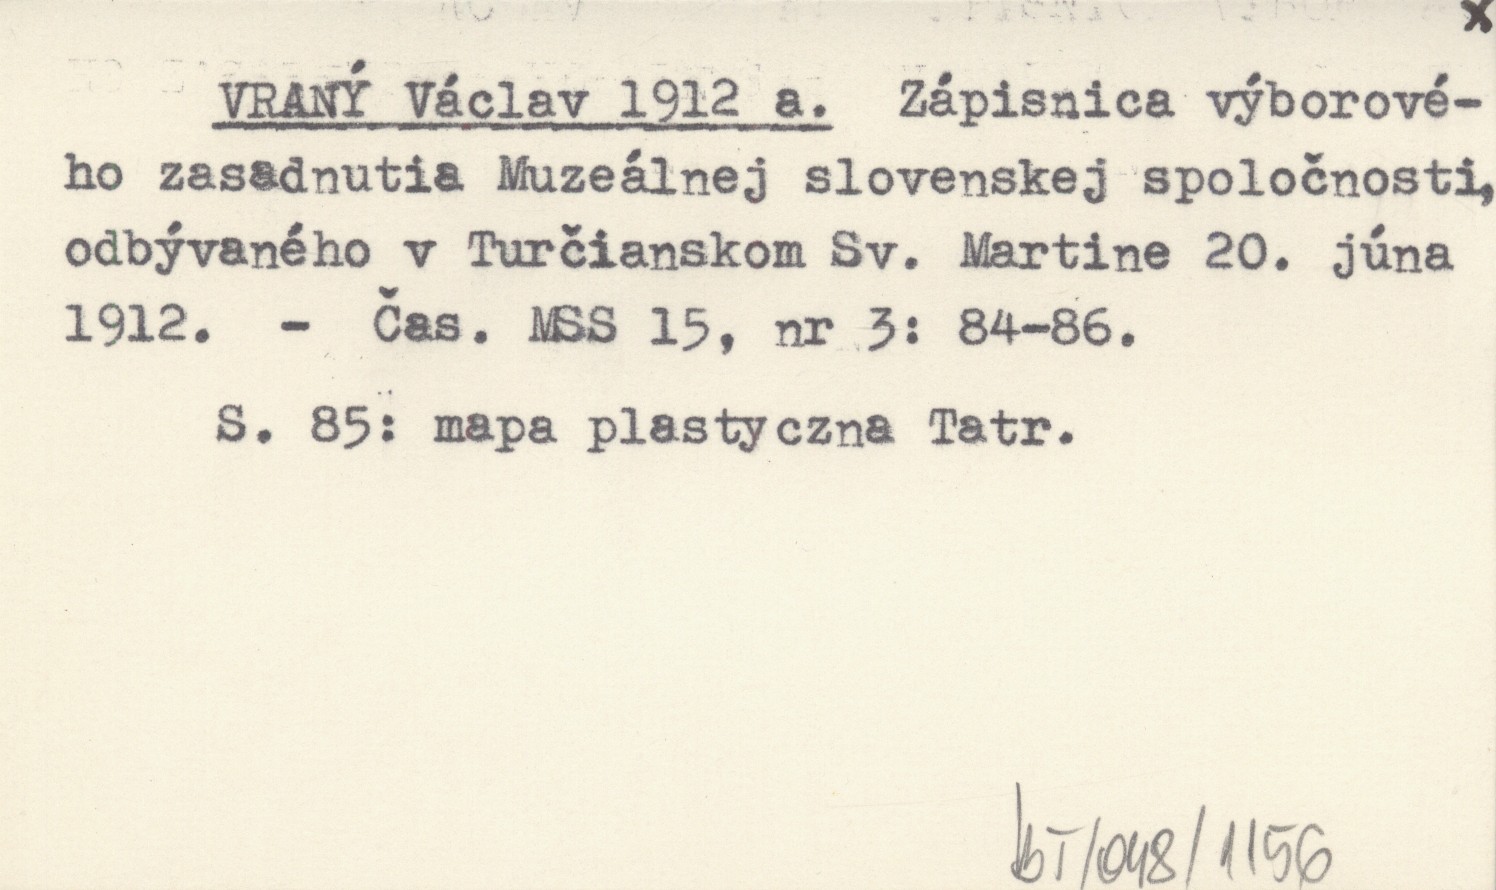 x
VRANÝ Václav 1912 a. Zápisnica výborové-
ho zasadnutia Muzeálnej slovenskej spoločnosti,
odbývaného v Turčianskom Sv. Martine 20. júna
1912. - Čas. MSS 15, nr 3: 84-86.
S. 85: mapa plastyczna Tatr.
bT/048/1156